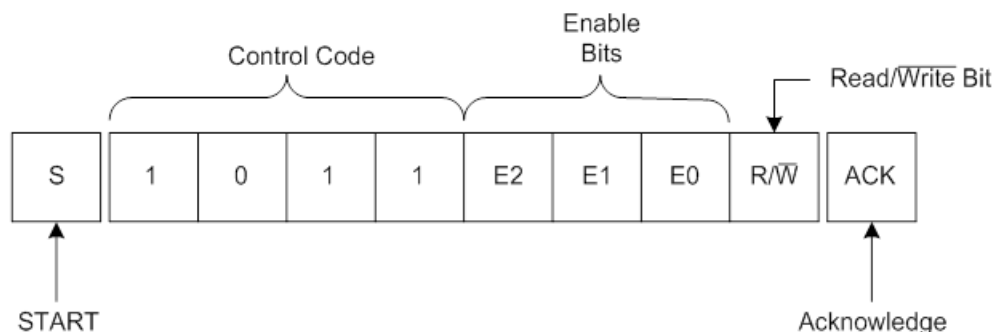 Enable
Bits
Control Code
Read/Write Bit
S 1 0 1 1 E2 E1 E0 R/W ACK
START
Acknowledge